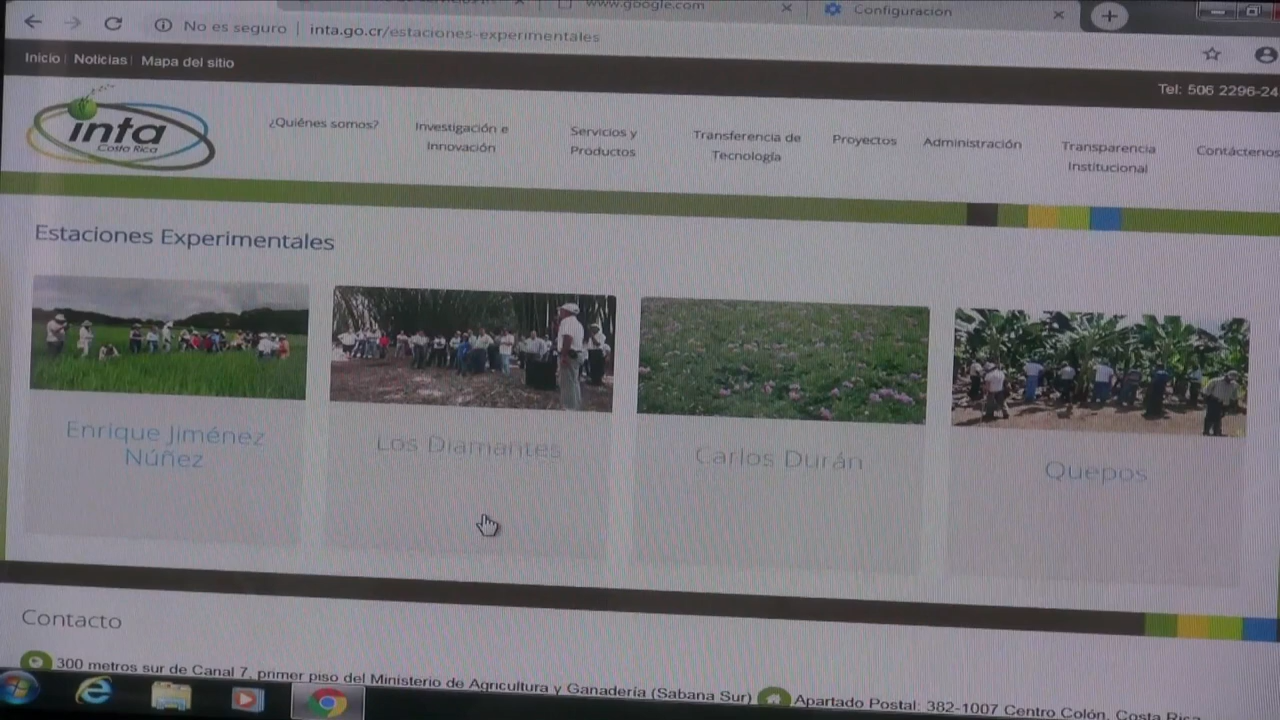 www.google.com
Configuración
No es seguro | inta.go.cr/estaciones-experimentales
Inicio Noticias Mapa del sitio
Tel: 506 2296-24
inta
Costa Rica
¿Quiénes somos?
Investigación e
Innovación
Servicios y
Productos
Transferencia de
Tecnología
Proyectos
Administración
Transparencia
Institucional
Contáctenos
Estaciones Experimentales
Enrique Jiménez
Núñez
Los Diamantes
Carlos Durán
Quepos
Contacto
300 metros sur de Canal 7, primer piso del Ministerio de Agricultura y Ganadería (Sabana Sur)
Apartado Postal: 382-1007 Centro Colón, Costa Rica